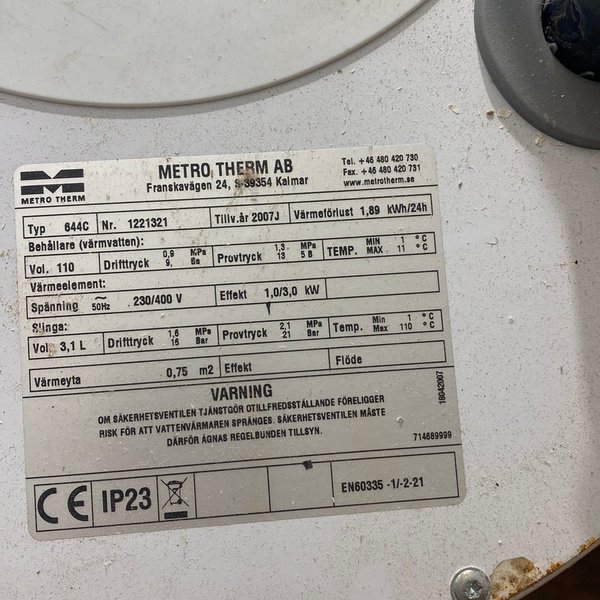 METRO THERM
METRO THERM AB
Franskavägen 24, S-39354 Kalmar
Tel. +46 480 420 730
Fax. +46 480 420 731
www.metrotherm.se
Typ 644C Nr. 1221321 Tillv.år 2007J Värmeförlust 1,89 kWh/24h
Behållare (värmvatten):
Vol. 110 Drifttryck 0,9 MPa 9, Ba Provtryck 1,3 MPa 13 5 B TEMP. MIN 1 °C MAX 11 °C
Värmeelement:
Spänning ~ 50Hz 230/400 V Effekt 1,0/3,0 kW
Slinga:
Vol. 3,1 L Drifttryck 1,6 MPa 16 Bar Provtryck 2,1 MPa 21 Bar Temp. Min 1 °C Max 110 °C
Värmeyta 0,75 m2 Effekt Flöde
VARNING
OM SÄKERHETSVENTILEN TJÄNSTGÖR OTILLFREDSSTÄLLANDE FÖRELIGGER
RISK FÖR ATT VATTENVÄRMAREN SPRÄNGES. SÄKERHETSVENTILEN MÅSTE
DÄRFÖR ÄGNAS REGELBUNDEN TILLSYN.
714689999
18042007
CE IP23 EN60335 -1/-2-21